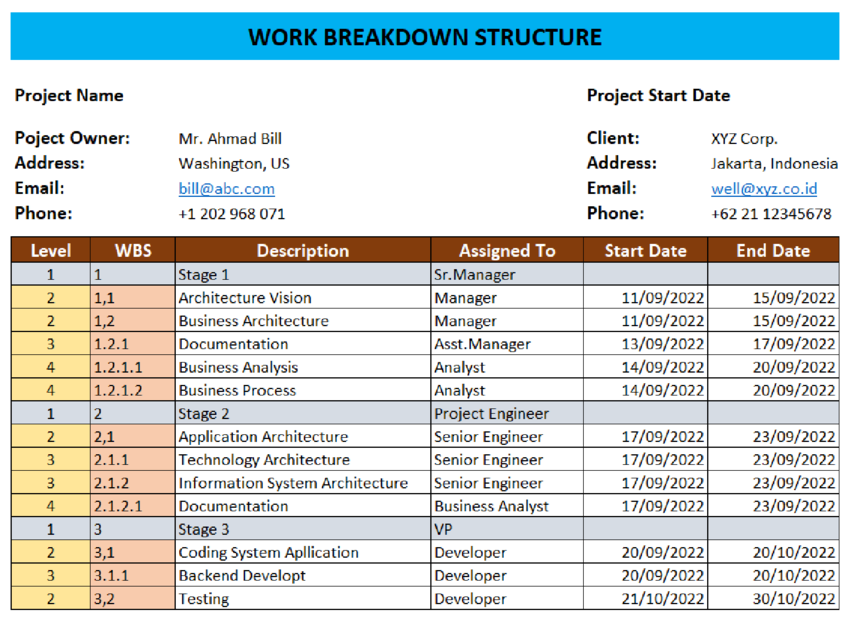 WORK BREAKDOWN STRUCTURE
Project Name Project Start Date
Poject Owner: Mr. Ahmad Bill Client: XYZ Corp.
Address: Washington, US Address: Jakarta, Indonesia
Email: bill@abc.com Email: well@xyz.co.id
Phone: +1 202 968 071 Phone: +62 21 12345678
Level WBS Description Assigned To Start Date End Date
1 1 Stage 1 Sr.Manager
2 1,1 Architecture Vision Manager 11/09/2022 15/09/2022
2 1,2 Business Architecture Manager 11/09/2022 15/09/2022
3 1.2.1 Documentation Asst.Manager 13/09/2022 17/09/2022
4 1.2.1.1 Business Analysis Analyst 14/09/2022 20/09/2022
4 1.2.1.2 Business Process Analyst 14/09/2022 20/09/2022
1 2 Stage 2 Project Engineer
2 2,1 Application Architecture Senior Engineer 17/09/2022 23/09/2022
3 2.1.1 Technology Architecture Senior Engineer 17/09/2022 23/09/2022
3 2.1.2 Information System Architecture Senior Engineer 17/09/2022 23/09/2022
4 2.1.2.1 Documentation Business Analyst 17/09/2022 23/09/2022
1 3 Stage 3 VP
2 3,1 Coding System Apllication Developer 20/09/2022 20/10/2022
3 3.1.1 Backend Developt Developer 20/09/2022 20/10/2022
2 3,2 Testing Developer 21/10/2022 30/10/2022